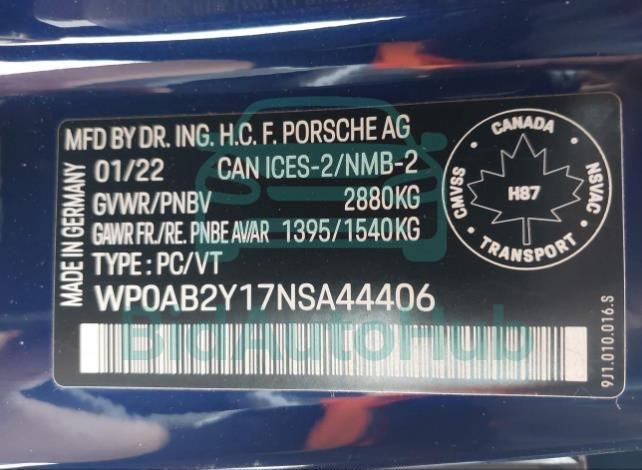 MFD BY DR. ING. H.C. F. PORSCHE AG
01/22 CAN ICES-2/NMB-2
GVWR/PNBV 2880KG
GAWR FR./RE. PNBE AV/AR 1395/1540KG
TYPE : PC/VT
WP0AB2Y17NSA44406
MADE IN GERMANY
CANADA
CMVSS
H87
NSVAC
TRANSPORT
9J1.010.016.S
BidAutoHub